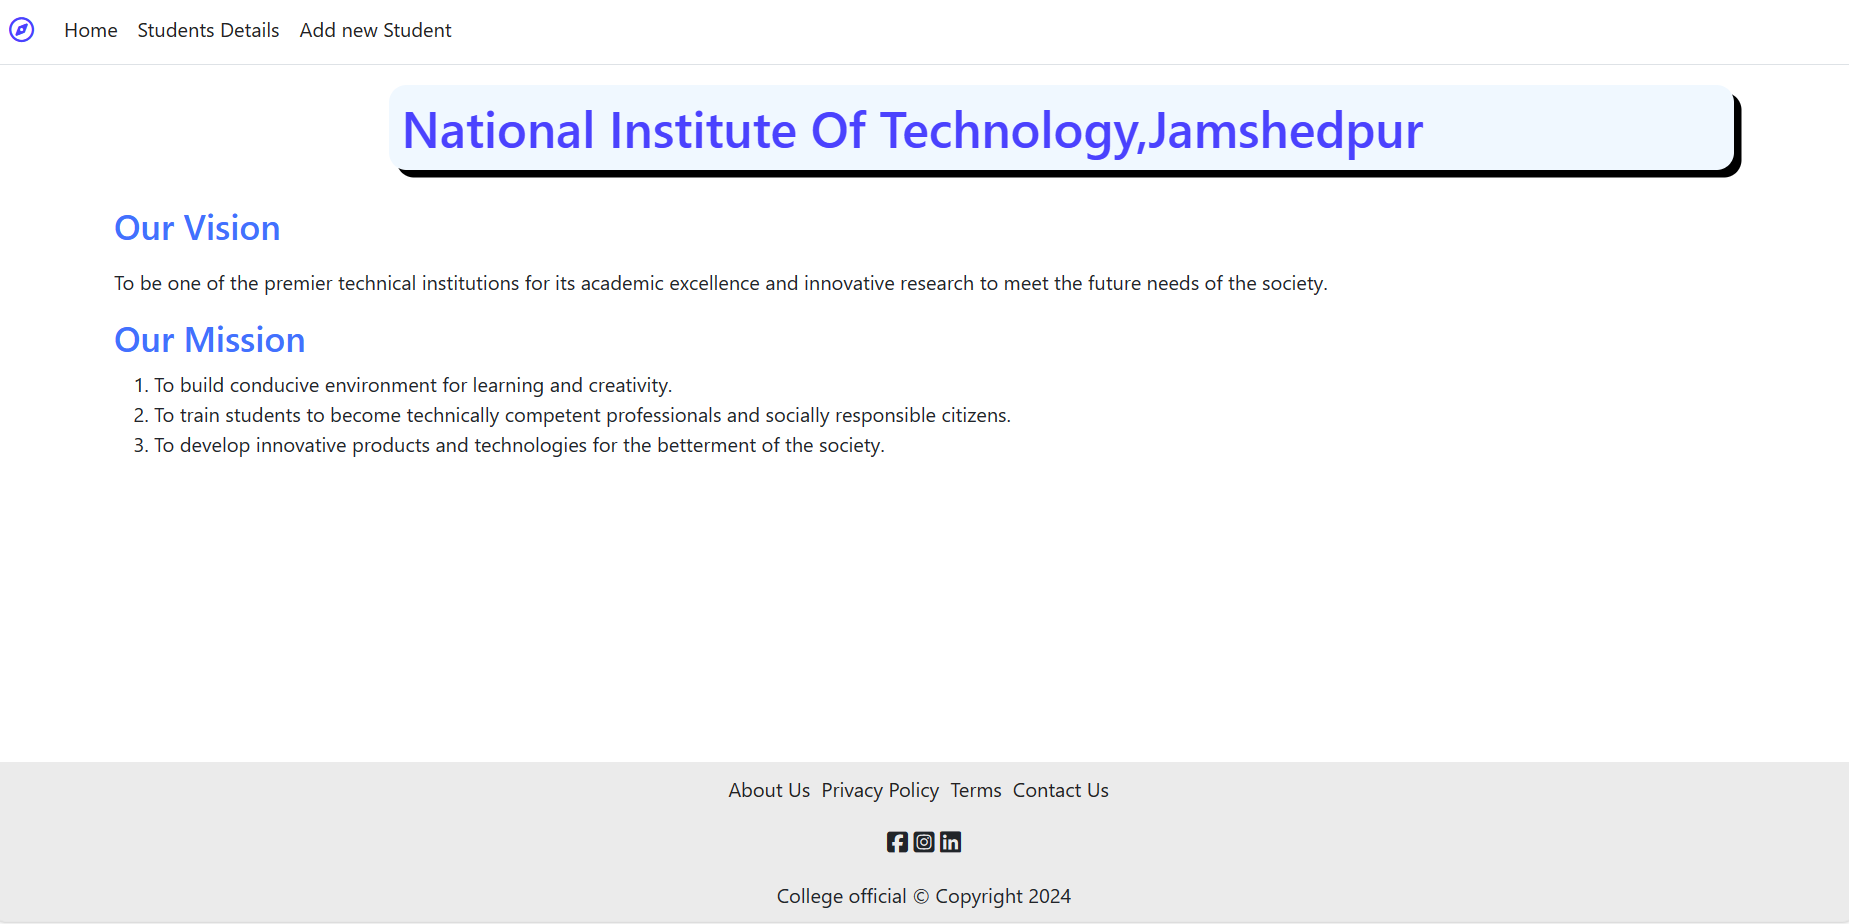 Home Students Details Add new Student
National Institute Of Technology,Jamshedpur
Our Vision
To be one of the premier technical institutions for its academic excellence and innovative research to meet the future needs of the society.
Our Mission
1. To build conducive environment for learning and creativity.
2. To train students to become technically competent professionals and socially responsible citizens.
3. To develop innovative products and technologies for the betterment of the society.
About Us Privacy Policy Terms Contact Us
College official © Copyright 2024